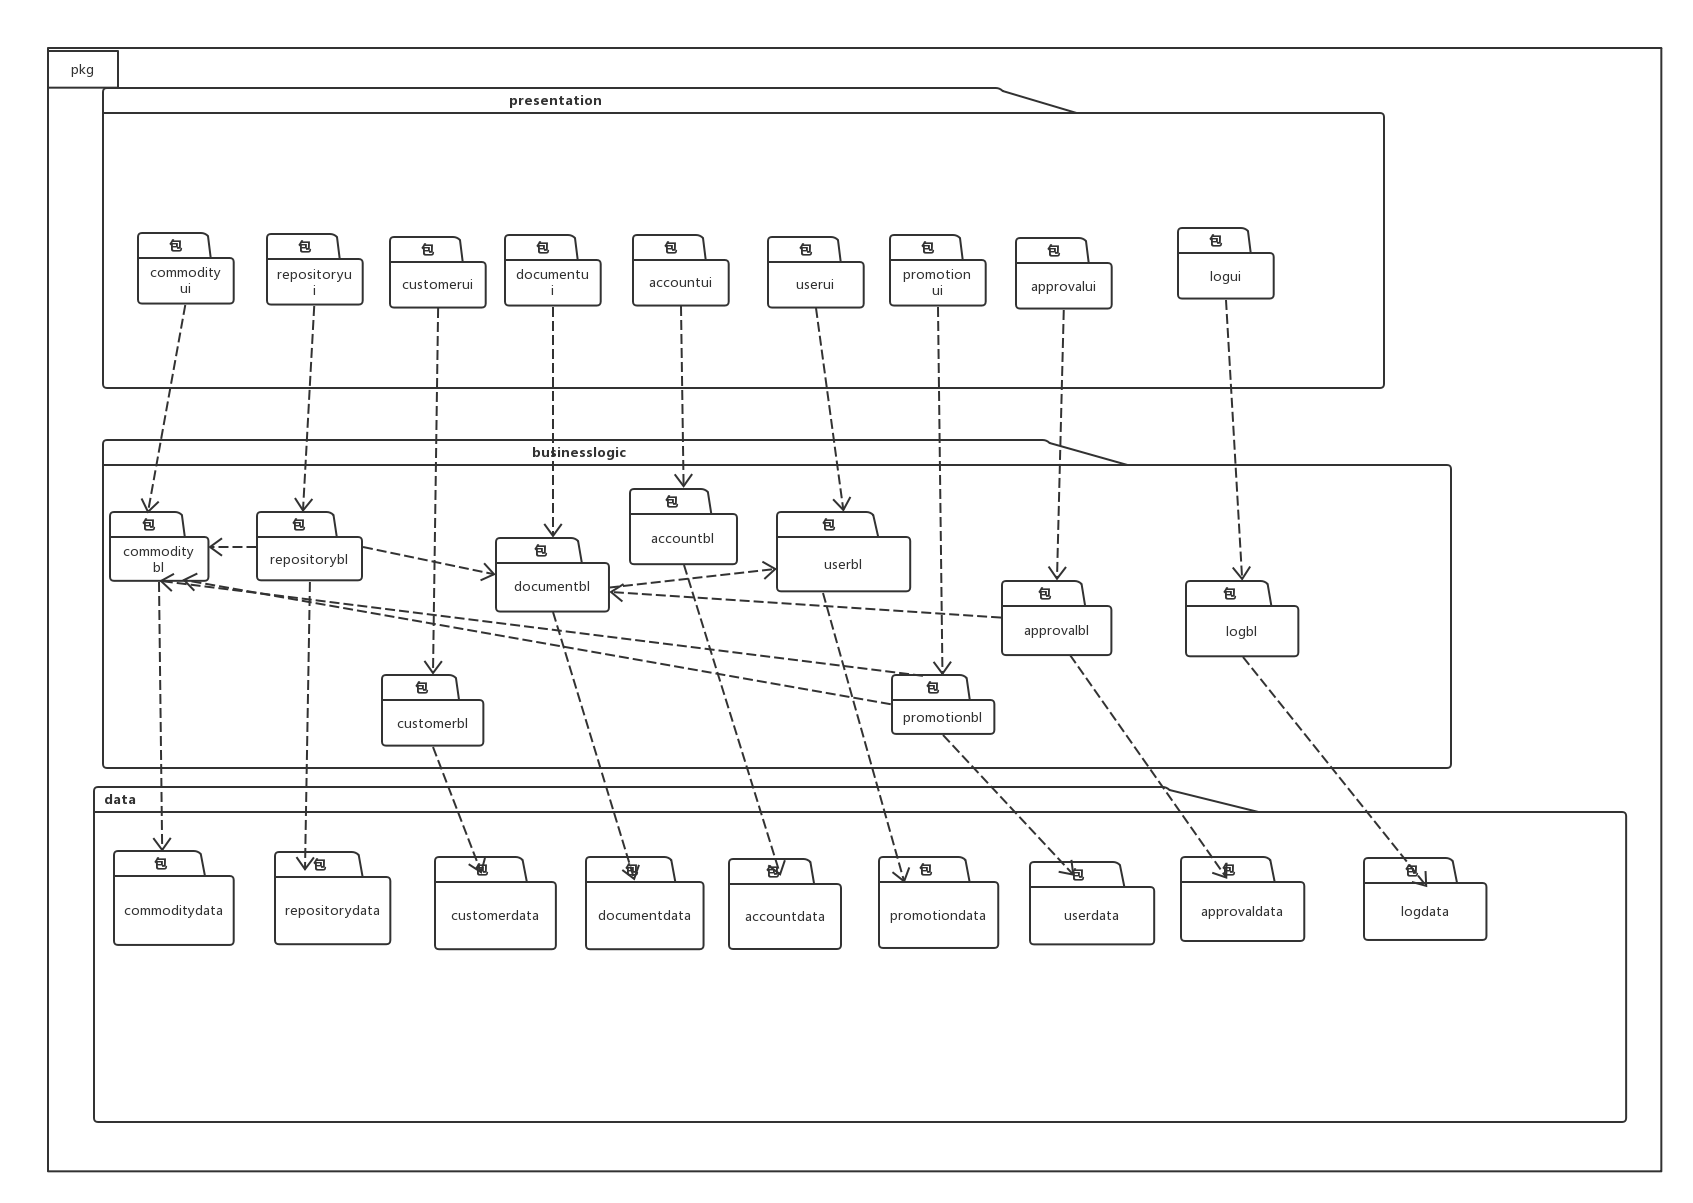 pkg
presentation
包
commodity
ui
包
repositoryu
i
包
customerui
包
documentu
i
包
accountui
包
userui
包
promotion
ui
包
approvalui
包
logui
businesslogic
包
commodity
bl
包
repositorybl
包
documentbl
包
accountbl
包
userbl
包
approvalbl
包
logbl
包
customerbl
包
promotionbl
data
包
commoditydata
包
repositorydata
包
customerdata
包
documentdata
包
accountdata
包
promotiondata
包
userdata
包
approvaldata
包
logdata